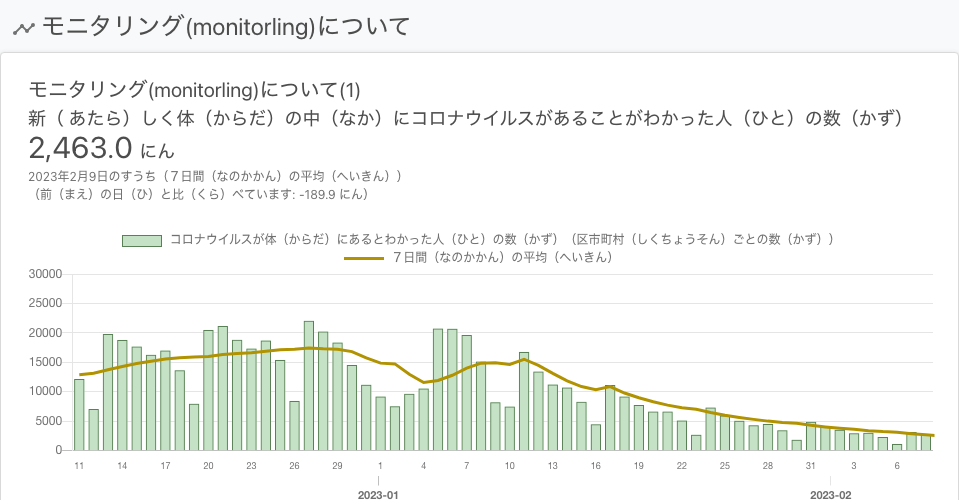 モニタリング(monitorling)について
モニタリング(monitorling)について(1)
新（ あたら）しく体（からだ）の中（なか）にコロナウイルスがあることがわかった人（ひと）の数（かず）
2,463.0 にん
2023年2月9日のすうち（７日間（なのかかん）の平均（へいきん））
（前（まえ）の日（ひ）と比（くら）べています: -189.9 にん）
コロナウイルスが体（からだ）にあるとわかった人（ひと）の数（かず）（区市町村（しくちょうそん）ごとの数（かず））
７日間（なのかかん）の平均（へいきん）
30000
25000
20000
15000
10000
5000
0
11 14 17 20 23 26 29 1 4 7 10 13 16 19 22 25 28 31 3 6
2023-01 2023-02